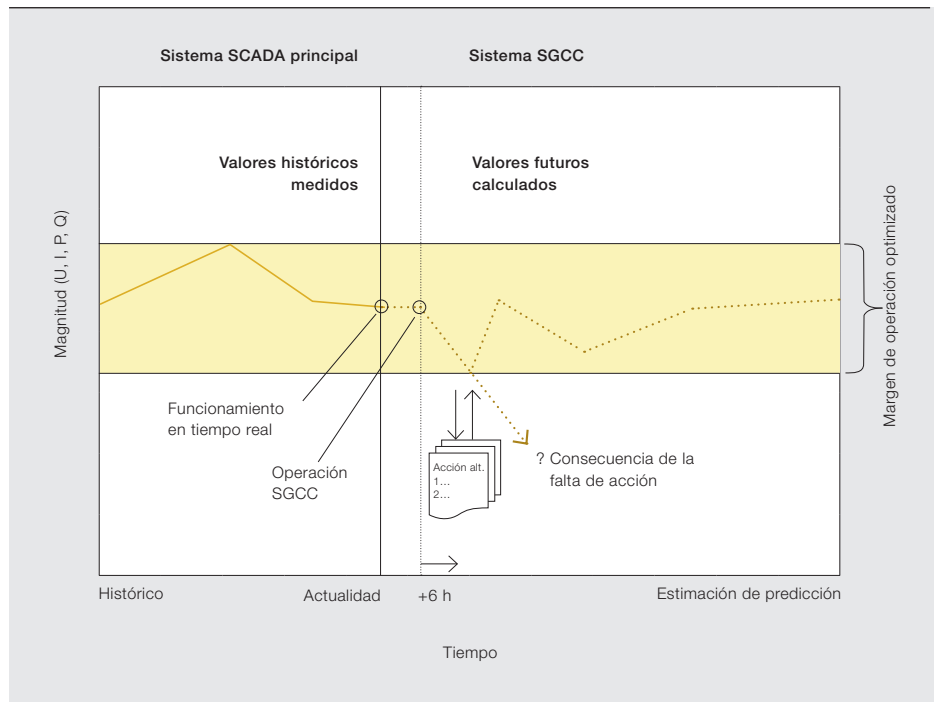 Sistema SCADA principal
Sistema SGCC
Valores históricos
medidos
Valores futuros
calculados
Magnitud (U, I, P, Q)
Margen de operación optimizado
Funcionamiento
en tiempo real
Operación
SGCC
Acción alt.
1...
2...
? Consecuencia de la
falta de acción
Histórico
Actualidad
+6 h
Estimación de predicción
Tiempo